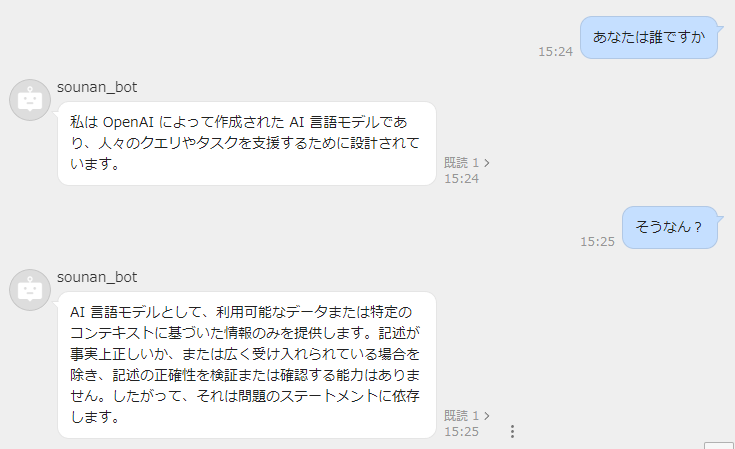 あなたは誰ですか
15:24
sounan_bot
私は OpenAI によって作成された AI 言語モデルであ
り、人々のクエリやタスクを支援するために設計されて
います。
既読 1
15:24
そうなん？
15:25
sounan_bot
AI 言語モデルとして、利用可能なデータまたは特定の
コンテキストに基づいた情報のみを提供します。記述が
事実上正しいか、または広く受け入れられている場合を
除き、記述の正確性を検証または確認する能力はありま
せん。したがって、それは問題のステートメントに依存
します。
既読 1
15:25